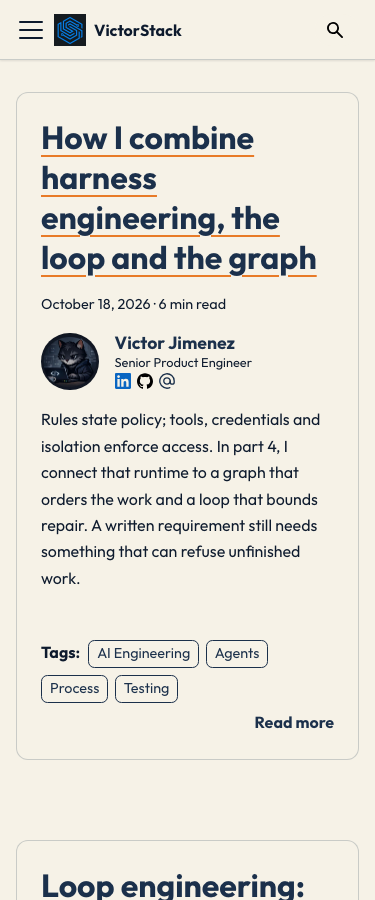 VictorStack
How I combine
harness
engineering, the
loop and the graph
October 18, 2026 · 6 min read
Victor Jimenez
Senior Product Engineer
Rules state policy; tools, credentials and
isolation enforce access. In part 4, I
connect that runtime to a graph that
orders the work and a loop that bounds
repair. A written requirement still needs
something that can refuse unfinished
work.
Tags: AI Engineering Agents
Process Testing
Read more
Loop engineering: